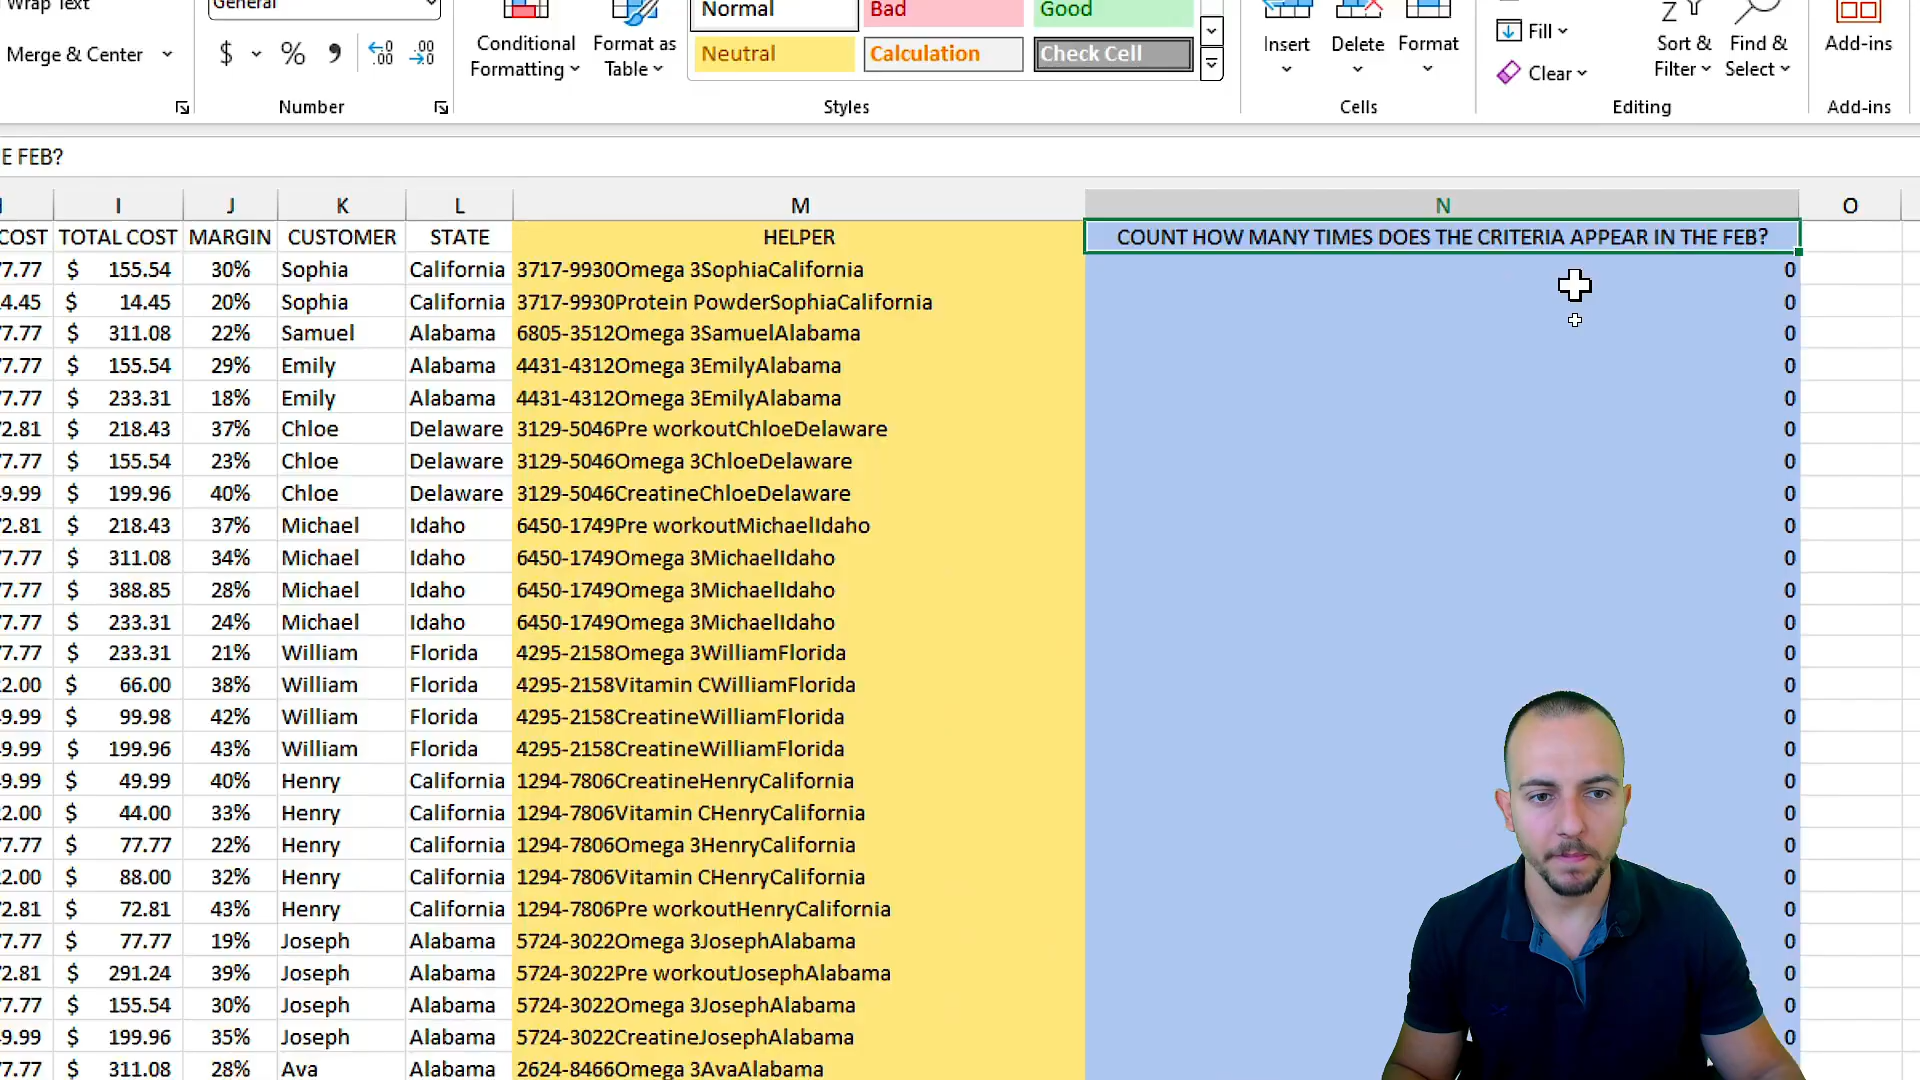 Wrap Text
General
Merge & Center
$
%
Number
Conditional
Formatting
Format as
Table
Normal
Bad
Good
Neutral
Calculation
Check Cell
Styles
Insert
Delete
Format
Cells
Fill
Clear
Sort &
Filter
Find &
Select
Editing
Add-ins
Add-ins
E FEB?
I J K L M N O
COST TOTAL COST MARGIN CUSTOMER STATE HELPER COUNT HOW MANY TIMES DOES THE CRITERIA APPEAR IN THE FEB?
7.77 $ 155.54 30% Sophia California 3717-9930Omega 3SophiaCalifornia 0
4.45 $ 14.45 20% Sophia California 3717-9930Protein PowderSophiaCalifornia 0
7.77 $ 311.08 22% Samuel Alabama 6805-3512Omega 3SamuelAlabama 0
7.77 $ 155.54 29% Emily Alabama 4431-4312Omega 3EmilyAlabama 0
7.77 $ 233.31 18% Emily Alabama 4431-4312Omega 3EmilyAlabama 0
2.81 $ 218.43 37% Chloe Delaware 3129-5046Pre workoutChloeDelaware 0
7.77 $ 155.54 23% Chloe Delaware 3129-5046Omega 3ChloeDelaware 0
9.99 $ 199.96 40% Chloe Delaware 3129-5046CreatineChloeDelaware 0
2.81 $ 218.43 37% Michael Idaho 6450-1749Pre workoutMichaelIdaho 0
7.77 $ 311.08 34% Michael Idaho 6450-1749Omega 3MichaelIdaho 0
7.77 $ 388.85 28% Michael Idaho 6450-1749Omega 3MichaelIdaho 0
7.77 $ 233.31 24% Michael Idaho 6450-1749Omega 3MichaelIdaho 0
7.77 $ 233.31 21% William Florida 4295-2158Omega 3WilliamFlorida 0
2.00 $ 66.00 38% William Florida 4295-2158Vitamin CWilliamFlorida 0
9.99 $ 99.98 42% William Florida 4295-2158CreatineWilliamFlorida 0
9.99 $ 199.96 43% William Florida 4295-2158CreatineWilliamFlorida 0
9.99 $ 49.99 40% Henry California 1294-7806CreatineHenryCalifornia 0
2.00 $ 44.00 33% Henry California 1294-7806Vitamin CHenryCalifornia 0
7.77 $ 77.77 22% Henry California 1294-7806Omega 3HenryCalifornia 0
2.00 $ 88.00 32% Henry California 1294-7806Vitamin CHenryCalifornia 0
2.81 $ 72.81 43% Henry California 1294-7806Pre workoutHenryCalifornia 0
7.77 $ 77.77 19% Joseph Alabama 5724-3022Omega 3JosephAlabama 0
2.81 $ 291.24 39% Joseph Alabama 5724-3022Pre workoutJosephAlabama 0
7.77 $ 155.54 30% Joseph Alabama 5724-3022Omega 3JosephAlabama 0
9.99 $ 199.96 35% Joseph Alabama 5724-3022CreatineJosephAlabama 0
7.77 $ 311.08 28% Ava Alabama 2624-8466Omega 3AvaAlabama